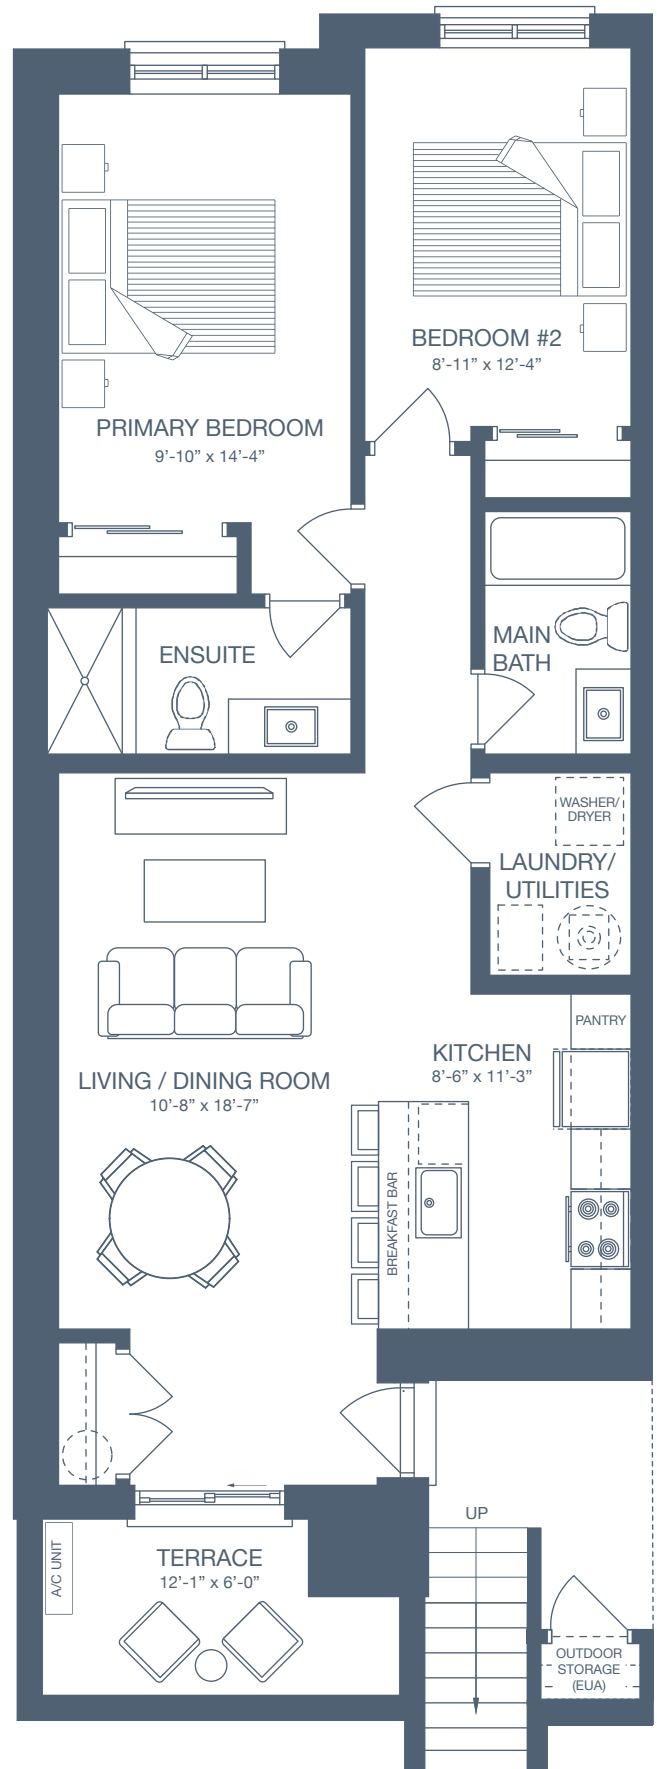 BEDROOM #2
8'-11” x 12'-4”
PRIMARY BEDROOM
9'-10” x 14'-4”
ENSUITE
MAIN
BATH
WASHER/
DRYER
LAUNDRY/
UTILITIES
PANTRY
KITCHEN
8'-6” x 11'-3”
LIVING / DINING ROOM
10'-8” x 18'-7”
BREAKFAST BAR
UP
A/C UNIT
TERRACE
12'-1” x 6'-0”
OUTDOOR
STORAGE
(EUA)